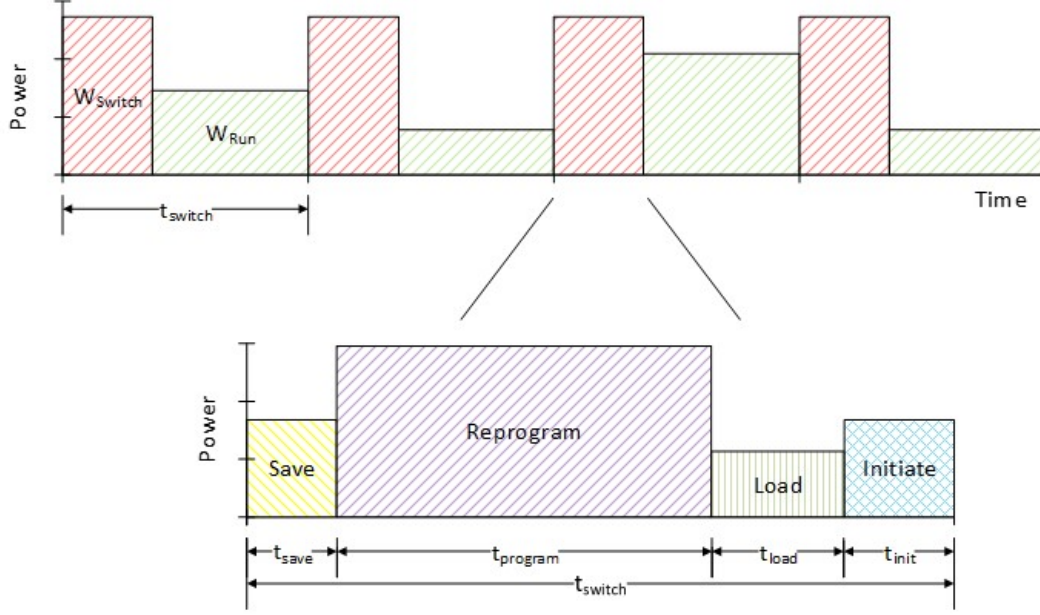 Power
W_Switch
W_Run
Time
t_switch
Power
Save
Reprogram
Load
Initiate
t_save
t_program
t_load
t_init
t_switch